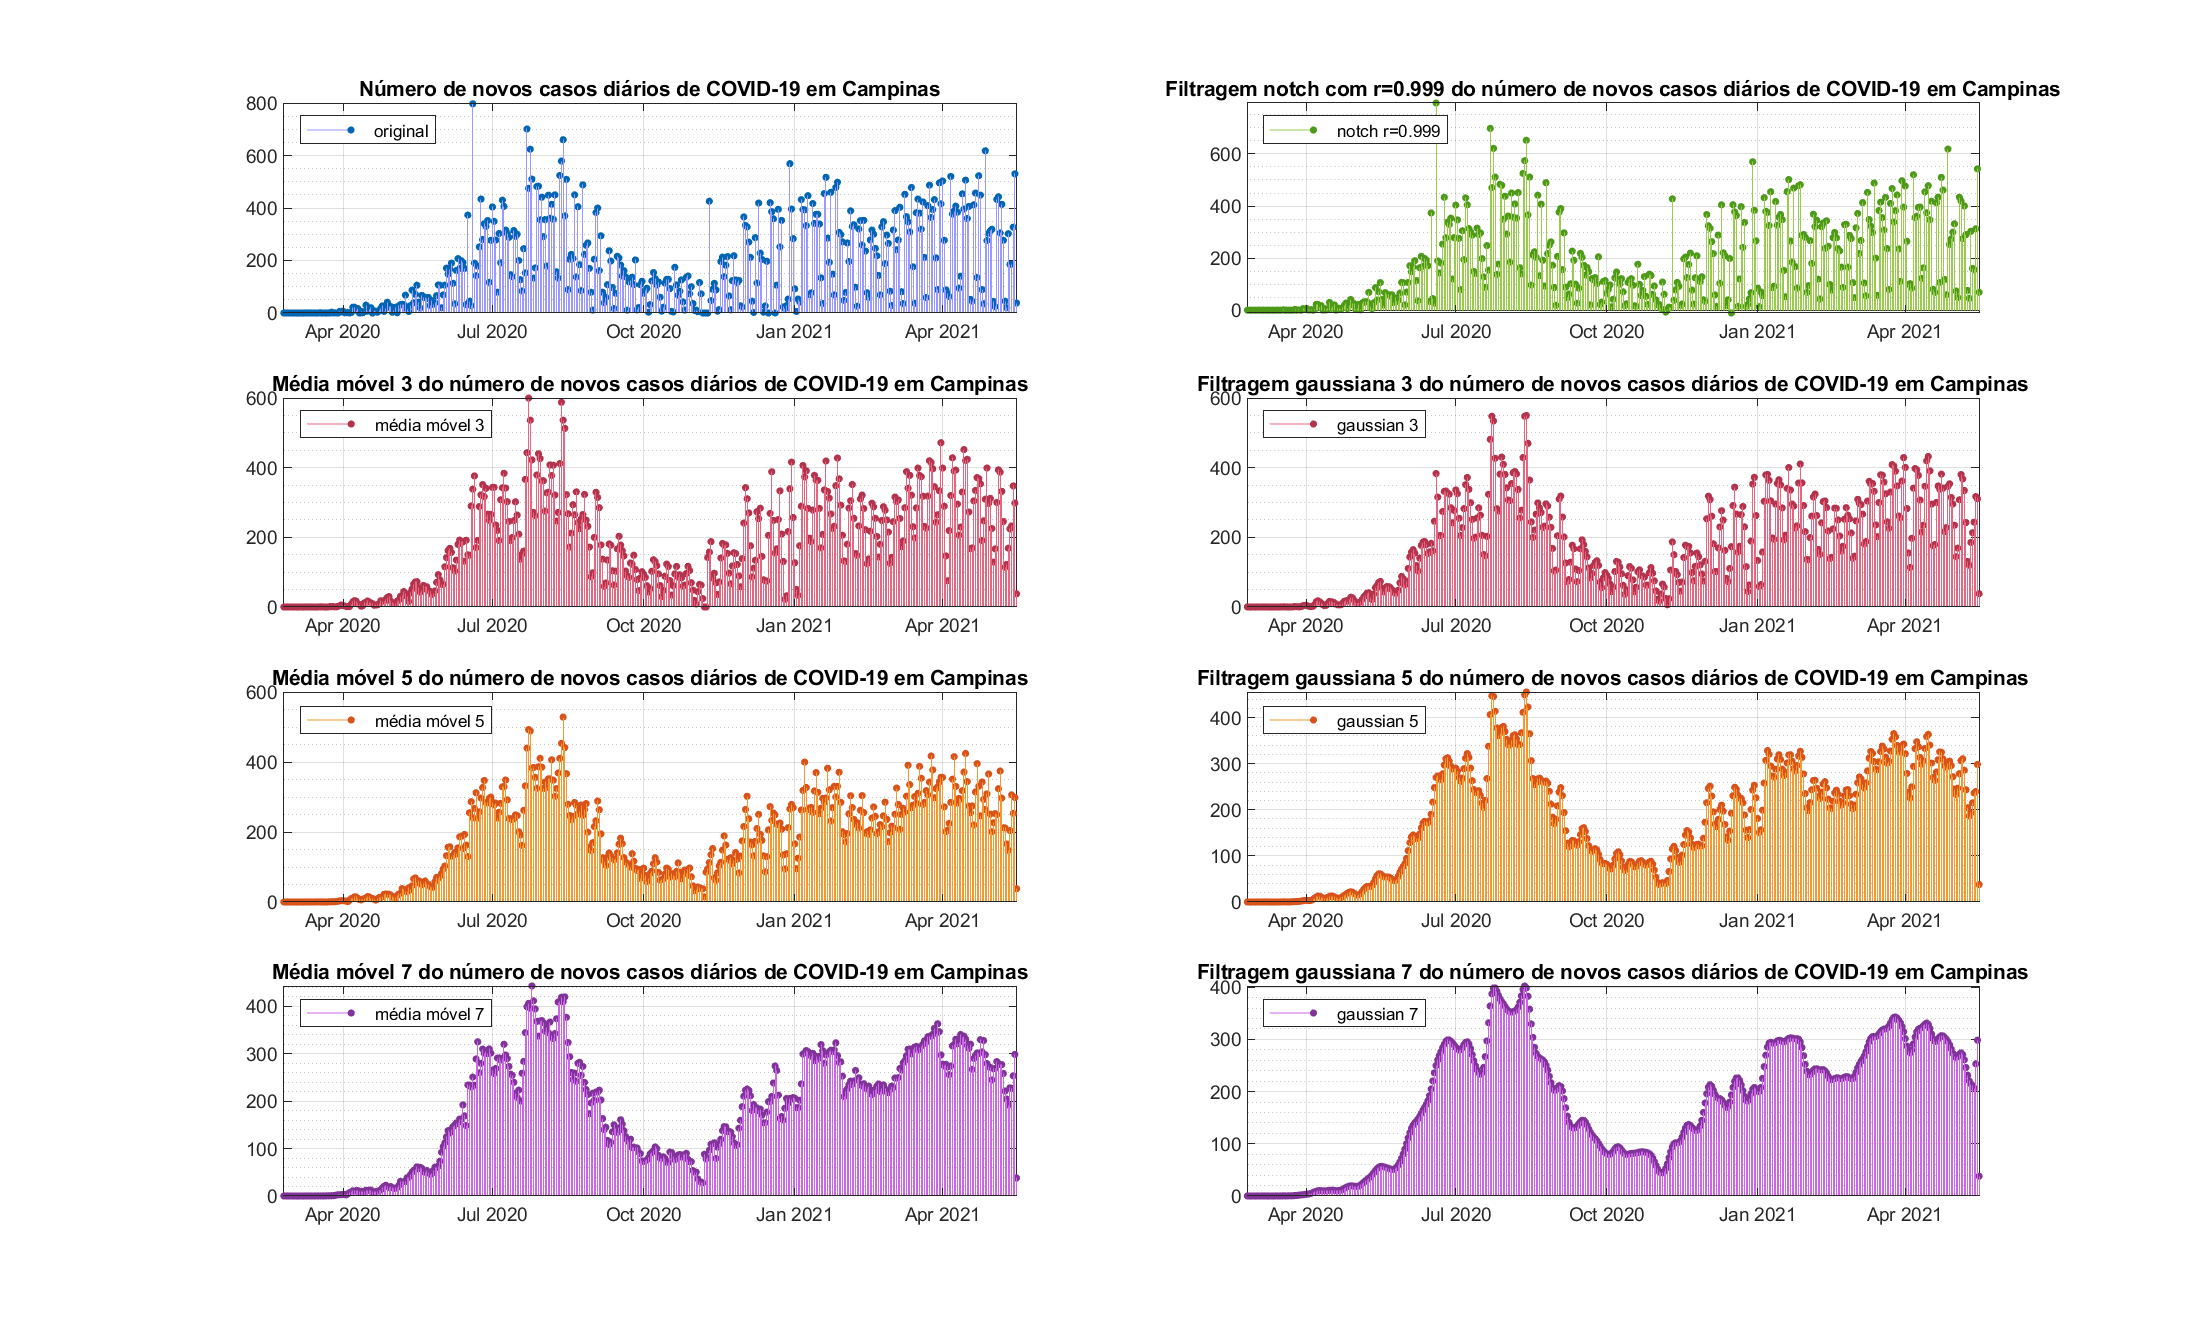 Número de novos casos diários de COVID-19 em Campinas
original
800
600
400
200
0
Apr 2020 Jul 2020 Oct 2020 Jan 2021 Apr 2021
Filtragem notch com r=0.999 do número de novos casos diários de COVID-19 em Campinas
notch r=0.999
600
400
200
0
Apr 2020 Jul 2020 Oct 2020 Jan 2021 Apr 2021
Média móvel 3 do número de novos casos diários de COVID-19 em Campinas
média móvel 3
600
400
200
0
Apr 2020 Jul 2020 Oct 2020 Jan 2021 Apr 2021
Filtragem gaussiana 3 do número de novos casos diários de COVID-19 em Campinas
gaussian 3
600
400
200
0
Apr 2020 Jul 2020 Oct 2020 Jan 2021 Apr 2021
Média móvel 5 do número de novos casos diários de COVID-19 em Campinas
média móvel 5
600
400
200
0
Apr 2020 Jul 2020 Oct 2020 Jan 2021 Apr 2021
Filtragem gaussiana 5 do número de novos casos diários de COVID-19 em Campinas
gaussian 5
400
300
200
100
0
Apr 2020 Jul 2020 Oct 2020 Jan 2021 Apr 2021
Média móvel 7 do número de novos casos diários de COVID-19 em Campinas
média móvel 7
400
300
200
100
0
Apr 2020 Jul 2020 Oct 2020 Jan 2021 Apr 2021
Filtragem gaussiana 7 do número de novos casos diários de COVID-19 em Campinas
gaussian 7
400
300
200
100
0
Apr 2020 Jul 2020 Oct 2020 Jan 2021 Apr 2021